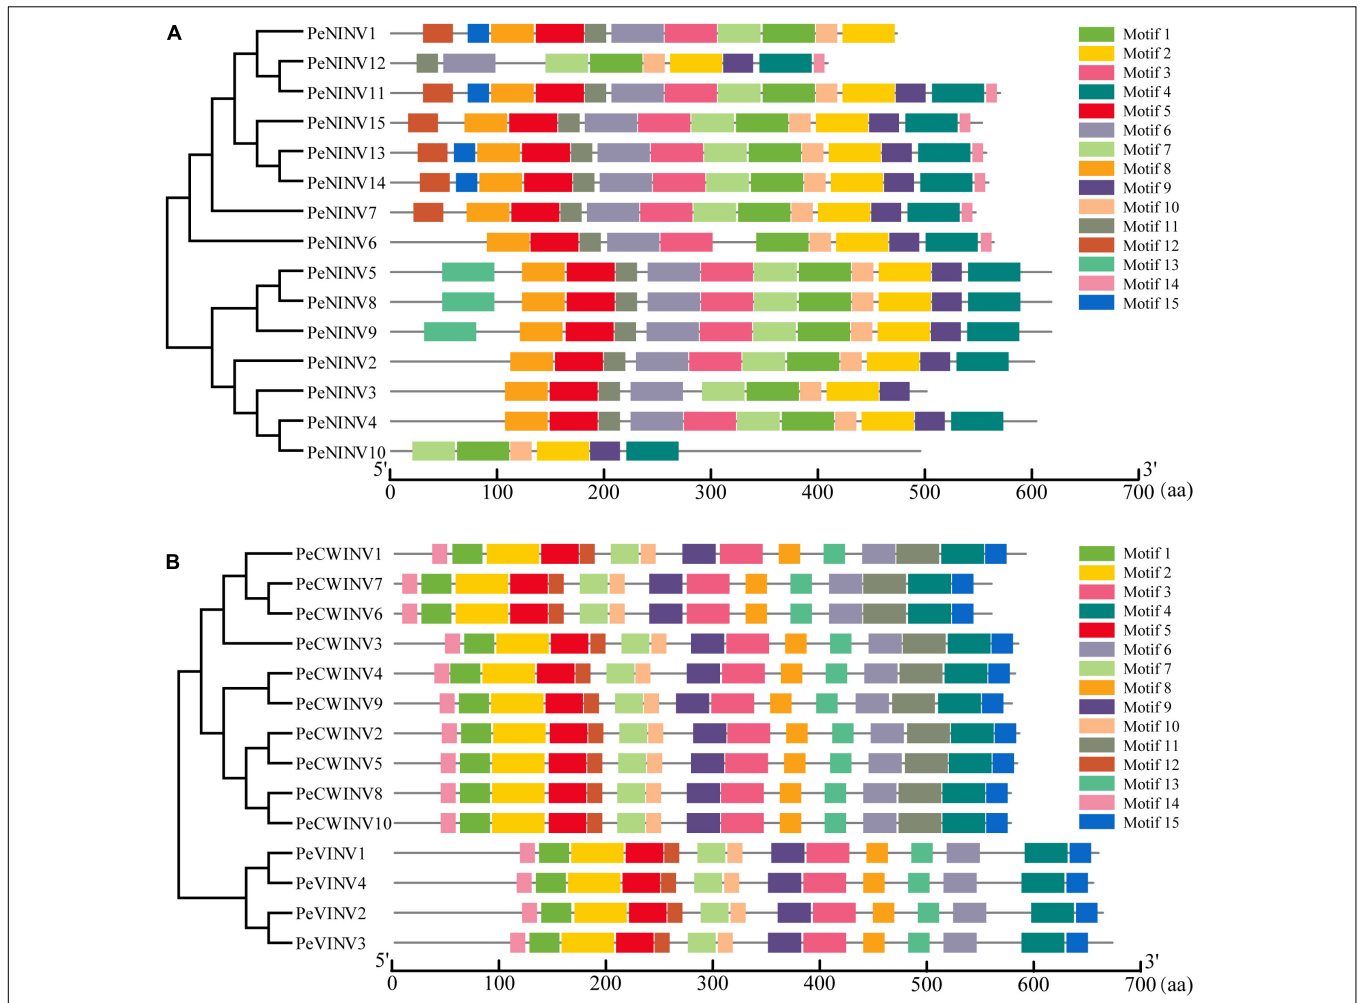 A
PeNINV1
PeNINV12
PeNINV11
PeNINV15
PeNINV13
PeNINV14
PeNINV7
PeNINV6
PeNINV5
PeNINV8
PeNINV9
PeNINV2
PeNINV3
PeNINV4
PeNINV10
5' 3'
0 100 200 300 400 500 600 700 (aa)
Motif 1
Motif 2
Motif 3
Motif 4
Motif 5
Motif 6
Motif 7
Motif 8
Motif 9
Motif 10
Motif 11
Motif 12
Motif 13
Motif 14
Motif 15
B
PeCWINV1
PeCWINV7
PeCWINV6
PeCWINV3
PeCWINV4
PeCWINV9
PeCWINV2
PeCWINV5
PeCWINV8
PeCWINV10
PeVINV1
PeVINV4
PeVINV2
PeVINV3
5' 3'
0 100 200 300 400 500 600 700 (aa)
Motif 1
Motif 2
Motif 3
Motif 4
Motif 5
Motif 6
Motif 7
Motif 8
Motif 9
Motif 10
Motif 11
Motif 12
Motif 13
Motif 14
Motif 15